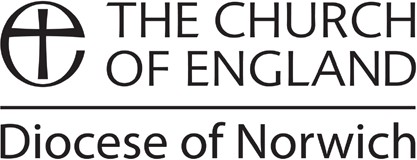 THE CHURCH
OF ENGLAND
Diocese of Norwich